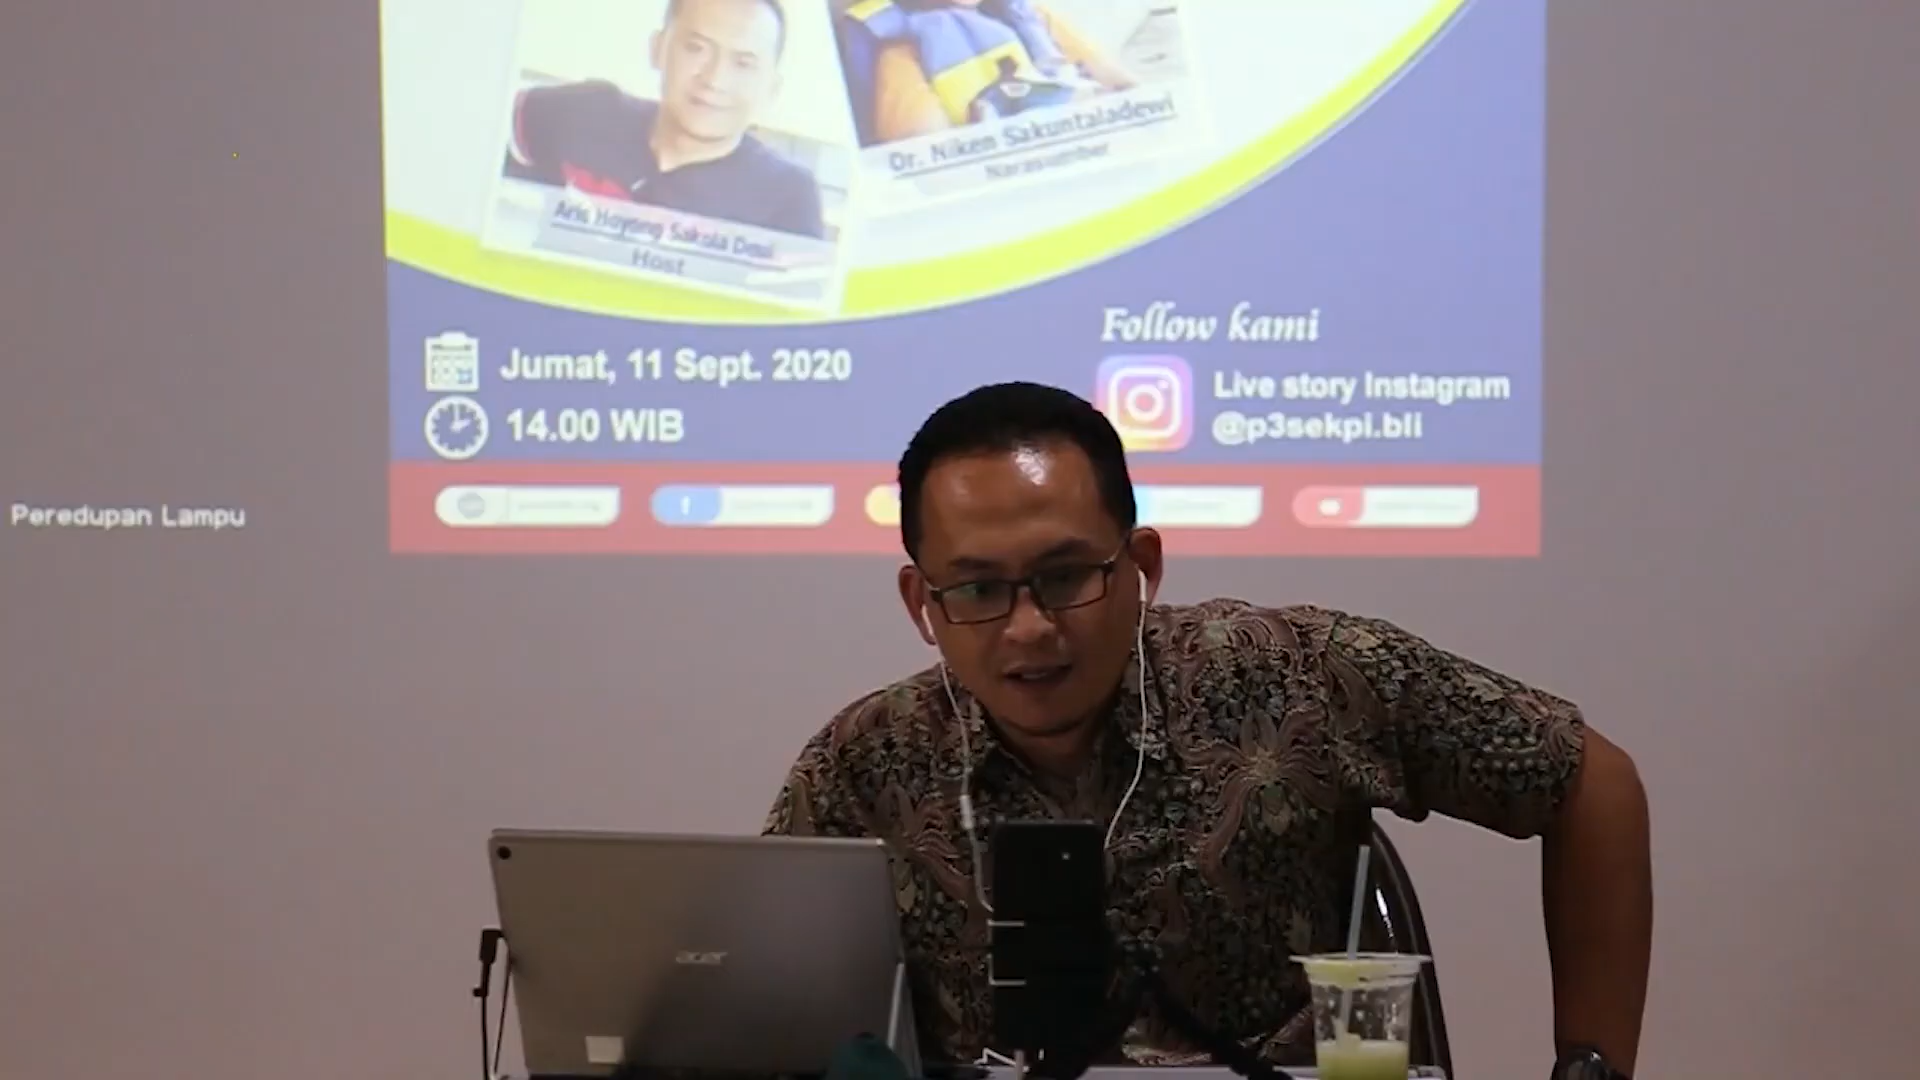 Dr. Niken Sakuntaladewi
Narasumber
Host
Follow kami
Jumat, 11 Sept. 2020
Live story Instagram
14.00 WIB
@p3sekpi.bli
Peredupan Lampu
acer